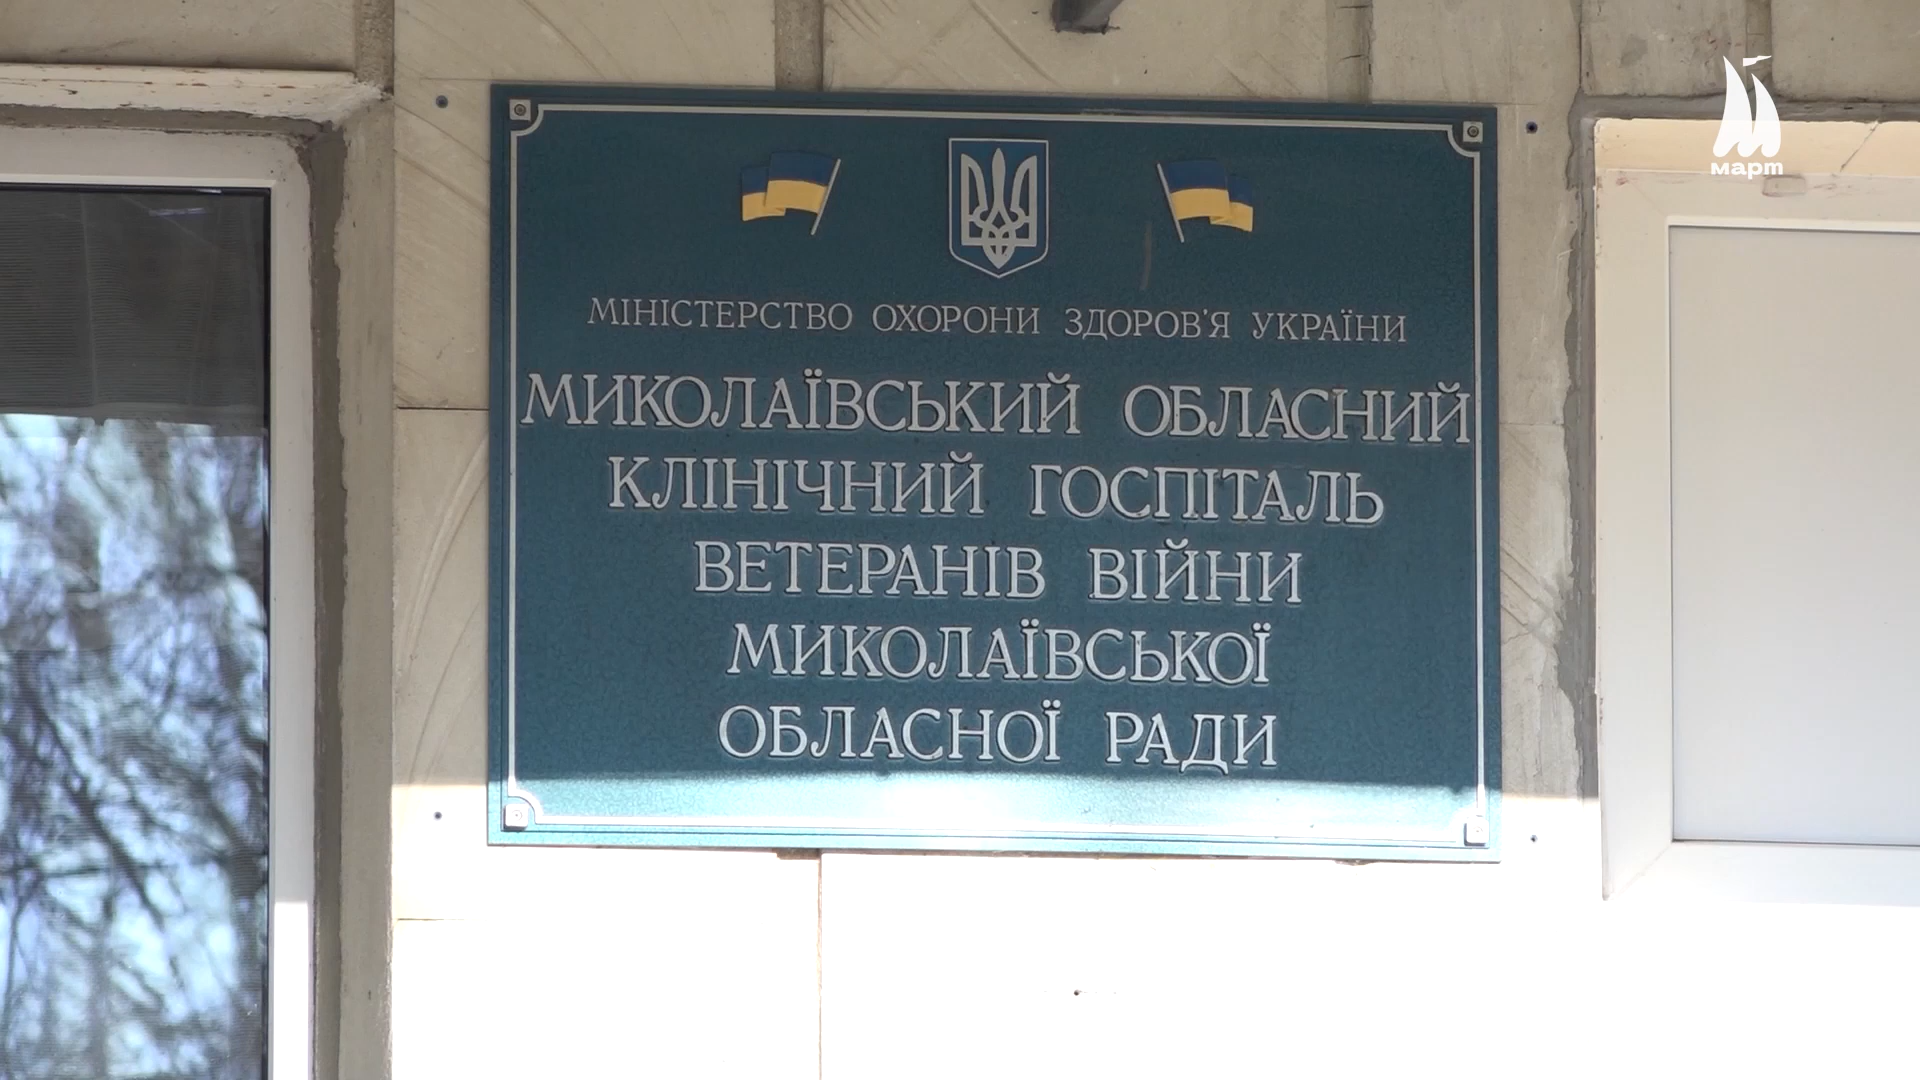 март
МІНІСТЕРСТВО ОХОРОНИ ЗДОРОВ'Я УКРАЇНИ
МИКОЛАЇВСЬКИЙ ОБЛАСНИЙ
КЛІНІЧНИЙ ГОСПІТАЛЬ
ВЕТЕРАНІВ ВІЙНИ
МИКОЛАЇВСЬКОЇ
ОБЛАСНОЇ РАДИ